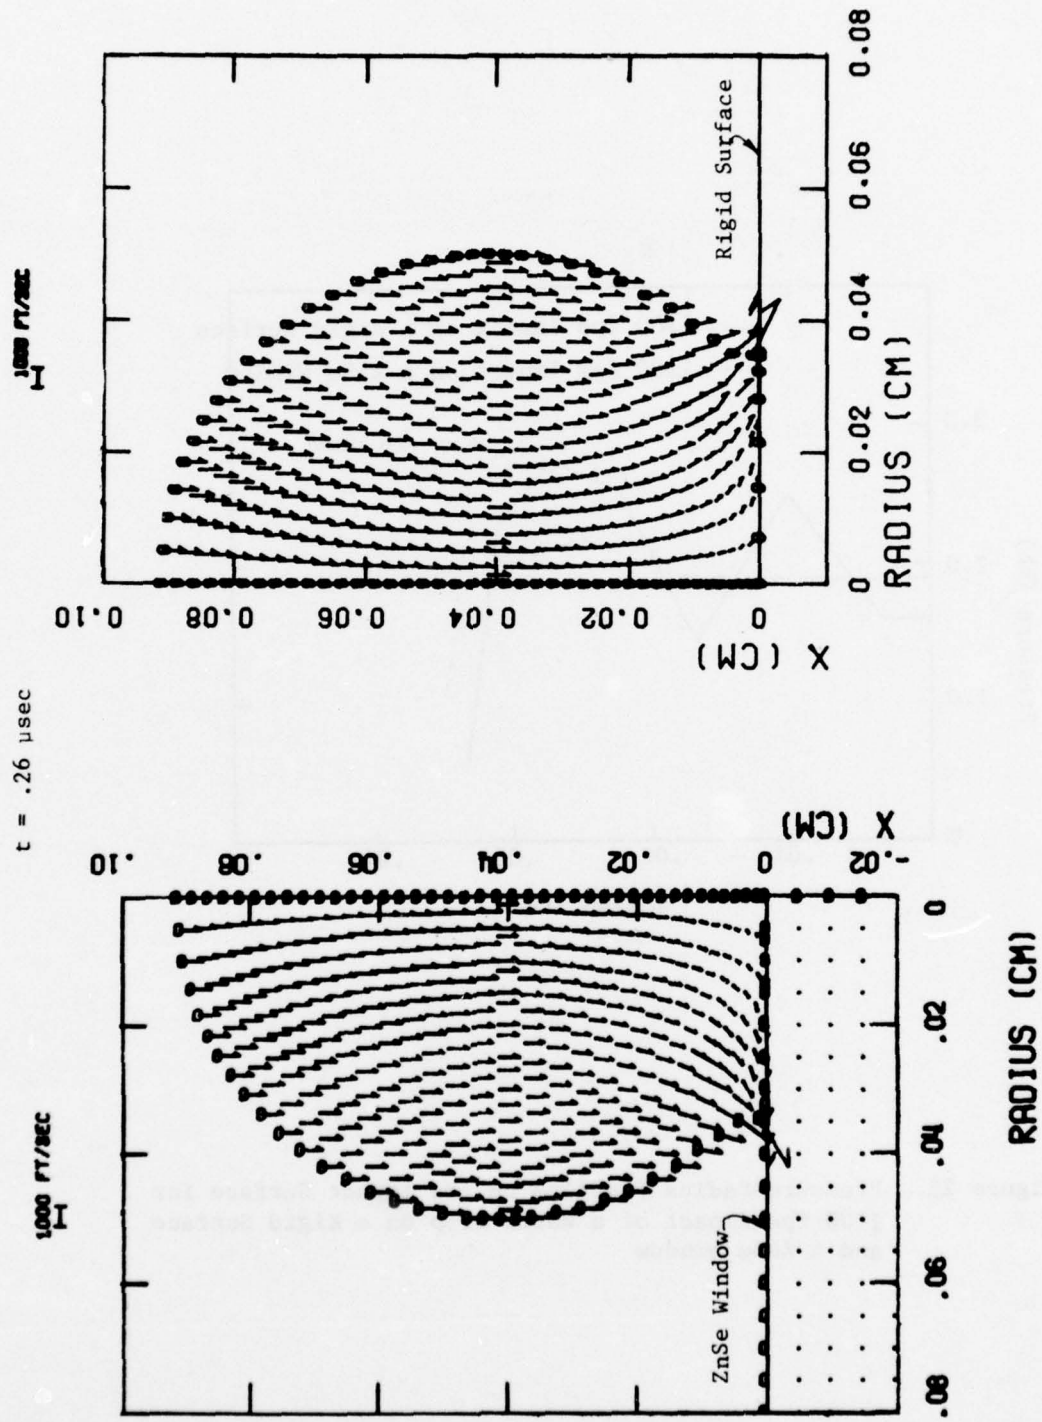 t = .26 μsec
1000 FT/SEC
.10
.08
.06
.04
.02
0
-.02
X (CM)
ZnSe Window
.08
.06
.04
.02
0
RADIUS (CM)
1000 FT/SEC
0.10
0.08
0.06
0.04
0.02
0
X (CM)
Rigid Surface
0
0.02
0.04
0.06
0.08
RADIUS (CM)